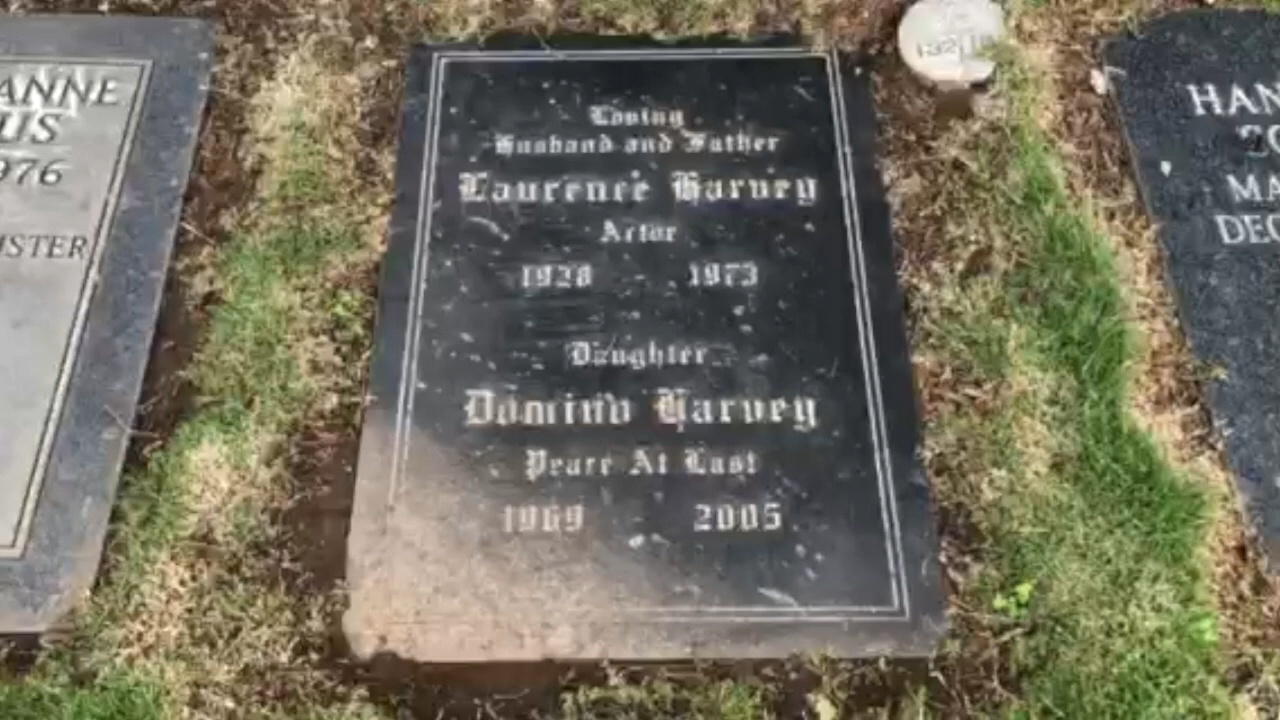 ANNE
US
976
ISTER
Loving
Husband and Father
Laurence Harvey
Actor
1928 - 1973
Daughter
Domino Harvey
Peace At Last
1969 - 2005
HAN
MA
DEC